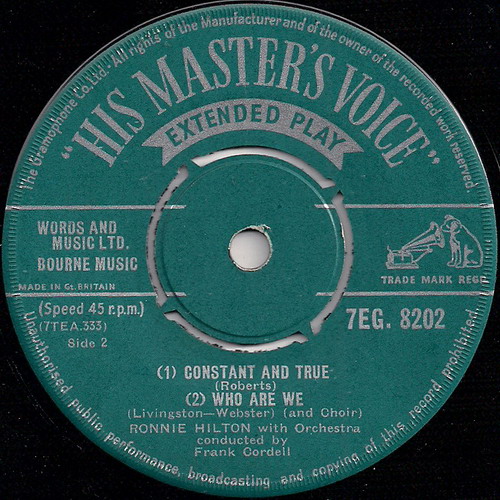 The Gramophone Co.Ltd. All rights of the Manufacturer and of the owner of the recorded work reserved.
"HIS MASTER'S VOICE"
EXTENDED PLAY
WORDS AND
MUSIC LTD.
BOURNE MUSIC
TRADE MARK REGD
MADE IN Gt. BRITAIN
(Speed 45 r.p.m.)
(7TEA.333)
Side 2
7EG. 8202
(1) CONSTANT AND TRUE
(Roberts)
(2) WHO ARE WE
(Livingston—Webster) (and Choir)
RONNIE HILTON with Orchestra
conducted by
Frank Cordell
Unauthorised public performance, broadcasting and copying of this record prohibited.